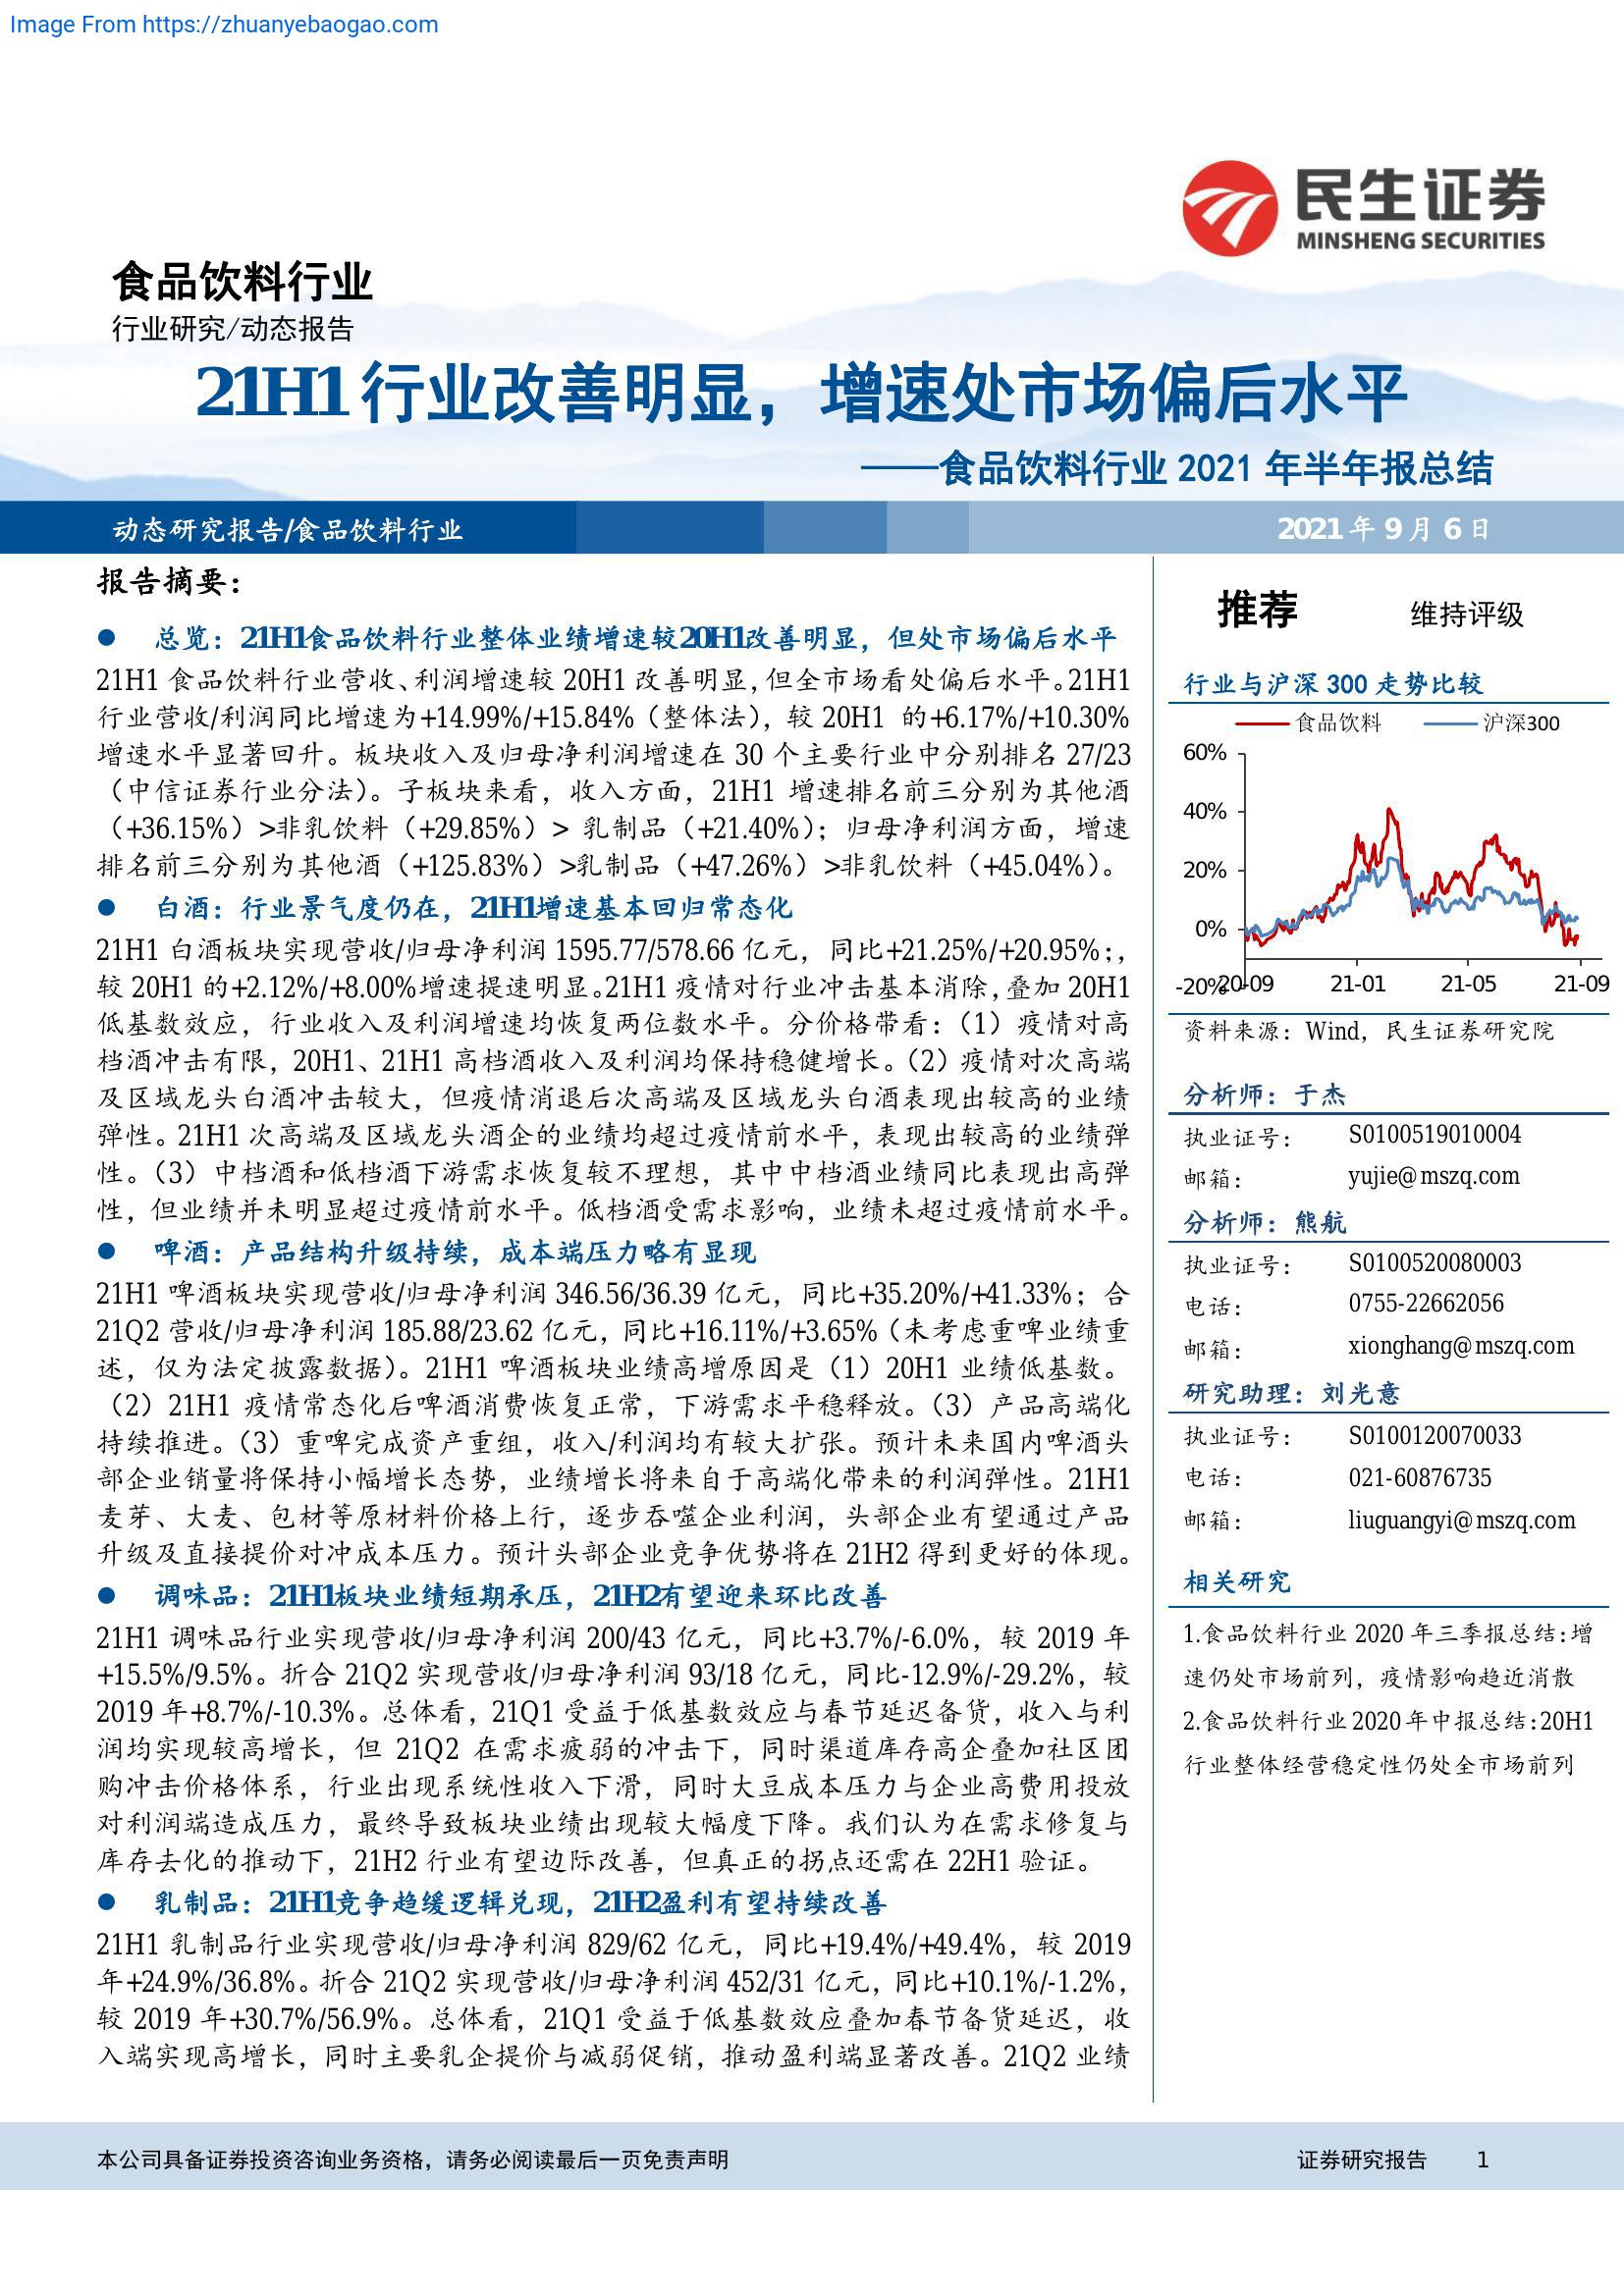 Image From https://zhuanyebaogao.com
民生证券
MINSHENG SECURITIES
食品饮料行业
行业研究/动态报告
21H1 行业改善明显，增速处市场偏后水平
——食品饮料行业 2021 年半年报总结
动态研究报告/食品饮料行业
2021 年 9 月 6 日
报告摘要：
● 总览：21H1食品饮料行业整体业绩增速较20H1改善明显，但处市场偏后水平
21H1 食品饮料行业营收、利润增速较 20H1 改善明显，但全市场看处偏后水平。21H1
行业营收/利润同比增速为+14.99%/+15.84%（整体法），较 20H1 的+6.17%/+10.30%
增速水平显著回升。板块收入及归母净利润增速在 30 个主要行业中分别排名 27/23
（中信证券行业分法）。子板块来看，收入方面，21H1 增速排名前三分别为其他酒
（+36.15%）>非乳饮料（+29.85%）> 乳制品（+21.40%）；归母净利润方面，增速
排名前三分别为其他酒（+125.83%）>乳制品（+47.26%）>非乳饮料（+45.04%）。
● 白酒：行业景气度仍在，21H1增速基本回归常态化
21H1 白酒板块实现营收/归母净利润 1595.77/578.66 亿元，同比+21.25%/+20.95%；，
较 20H1 的+2.12%/+8.00%增速提速明显。21H1 疫情对行业冲击基本消除，叠加 20H1
低基数效应，行业收入及利润增速均恢复两位数水平。分价格带看：（1）疫情对高
档酒冲击有限，20H1、21H1 高档酒收入及利润均保持稳健增长。（2）疫情对次高端
及区域龙头白酒冲击较大，但疫情消退后次高端及区域龙头白酒表现出较高的业绩
弹性。21H1 次高端及区域龙头酒企的业绩均超过疫情前水平，表现出较高的业绩弹
性。（3）中档酒和低档酒下游需求恢复较不理想，其中中档酒业绩同比表现出高弹
性，但业绩并未明显超过疫情前水平。低档酒受需求影响，业绩未超过疫情前水平。
● 啤酒：产品结构升级持续，成本端压力略有显现
21H1 啤酒板块实现营收/归母净利润 346.56/36.39 亿元，同比+35.20%/+41.33%；合
21Q2 营收/归母净利润 185.88/23.62 亿元，同比+16.11%/+3.65%（未考虑重啤业绩重
述，仅为法定披露数据）。21H1 啤酒板块业绩高增原因是（1）20H1 业绩低基数。
（2）21H1 疫情常态化后啤酒消费恢复正常，下游需求平稳释放。（3）产品高端化
持续推进。（3）重啤完成资产重组，收入/利润均有较大扩张。预计未来国内啤酒头
部企业销量将保持小幅增长态势，业绩增长将来自于高端化带来的利润弹性。21H1
麦芽、大麦、包材等原材料价格上行，逐步吞噬企业利润，头部企业有望通过产品
升级及直接提价对冲成本压力。预计头部企业竞争优势将在 21H2 得到更好的体现。
● 调味品：21H1板块业绩短期承压，21H2有望迎来环比改善
21H1 调味品行业实现营收/归母净利润 200/43 亿元，同比+3.7%/-6.0%，较 2019 年
+15.5%/9.5%。折合 21Q2 实现营收/归母净利润 93/18 亿元，同比-12.9%/-29.2%，较
2019 年+8.7%/-10.3%。总体看，21Q1 受益于低基数效应与春节延迟备货，收入与利
润均实现较高增长，但 21Q2 在需求疲弱的冲击下，同时渠道库存高企叠加社区团
购冲击价格体系，行业出现系统性收入下滑，同时大豆成本压力与企业高费用投放
对利润端造成压力，最终导致板块业绩出现较大幅度下降。我们认为在需求修复与
库存去化的推动下，21H2 行业有望边际改善，但真正的拐点还需在 22H1 验证。
● 乳制品：21H1竞争趋缓逻辑兑现，21H2盈利有望持续改善
21H1 乳制品行业实现营收/归母净利润 829/62 亿元，同比+19.4%/+49.4%，较 2019
年+24.9%/36.8%。折合 21Q2 实现营收/归母净利润 452/31 亿元，同比+10.1%/-1.2%，
较 2019 年+30.7%/56.9%。总体看，21Q1 受益于低基数效应叠加春节备货延迟，收
入端实现高增长，同时主要乳企提价与减弱促销，推动盈利端显著改善。21Q2 业绩
推荐 维持评级
行业与沪深 300 走势比较
食品饮料 沪深300
60%
40%
20%
0%
-20%
20-09 21-01 21-05 21-09
资料来源：Wind，民生证券研究院
分析师：于杰
执业证号： S0100519010004
邮箱： yujie@mszq.com
分析师：熊航
执业证号： S0100520080003
电话： 0755-22662056
邮箱： xionghang@mszq.com
研究助理：刘光意
执业证号： S0100120070033
电话： 021-60876735
邮箱： liuguangyi@mszq.com
相关研究
1.食品饮料行业 2020 年三季报总结:增
速仍处市场前列，疫情影响趋近消散
2.食品饮料行业 2020 年中报总结:20H1
行业整体经营稳定性仍处全市场前列
本公司具备证券投资咨询业务资格，请务必阅读最后一页免责声明
证券研究报告 1